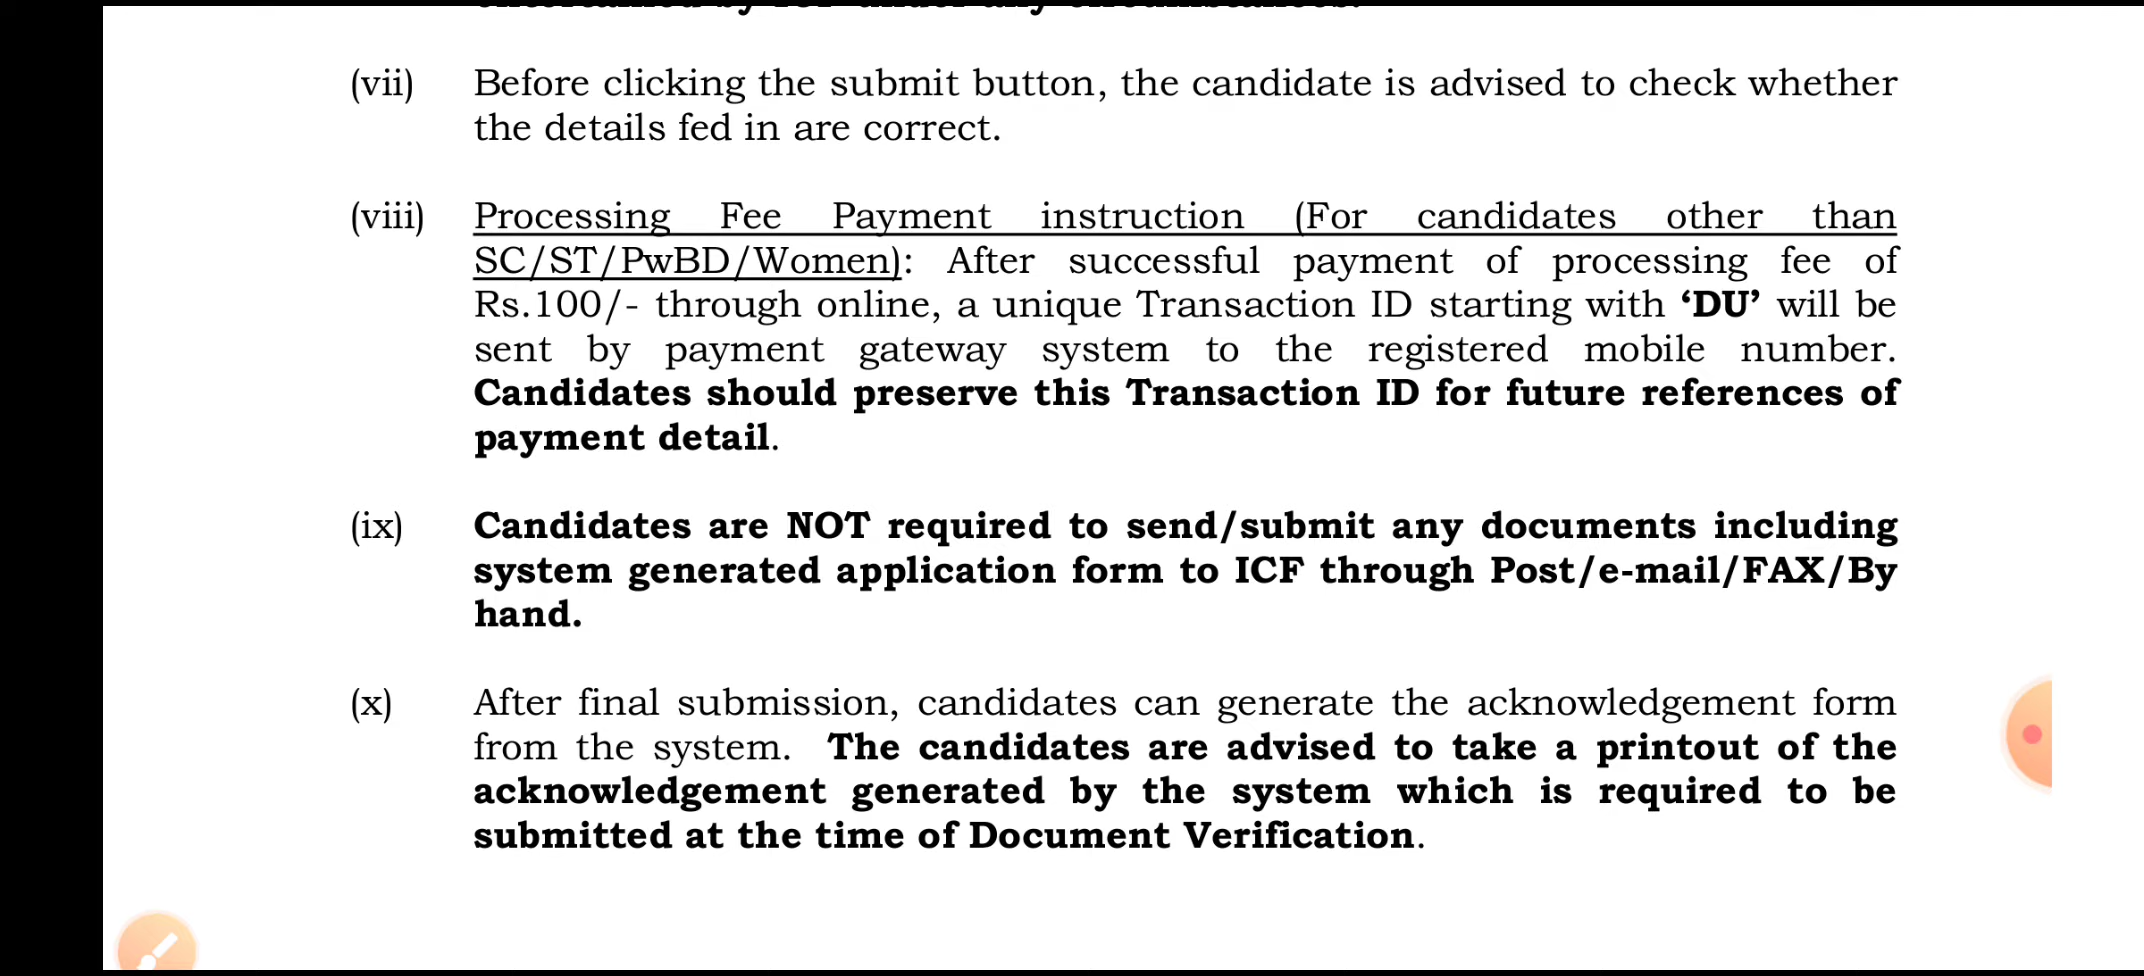 (vii) Before clicking the submit button, the candidate is advised to check whether
the details fed in are correct.
(viii) Processing Fee Payment instruction (For candidates other than
SC/ST/PwBD/Women): After successful payment of processing fee of
Rs.100/- through online, a unique Transaction ID starting with ‘DU’ will be
sent by payment gateway system to the registered mobile number.
Candidates should preserve this Transaction ID for future references of
payment detail.
(ix) Candidates are NOT required to send/submit any documents including
system generated application form to ICF through Post/e-mail/FAX/By
hand.
(x) After final submission, candidates can generate the acknowledgement form
from the system. The candidates are advised to take a printout of the
acknowledgement generated by the system which is required to be
submitted at the time of Document Verification.